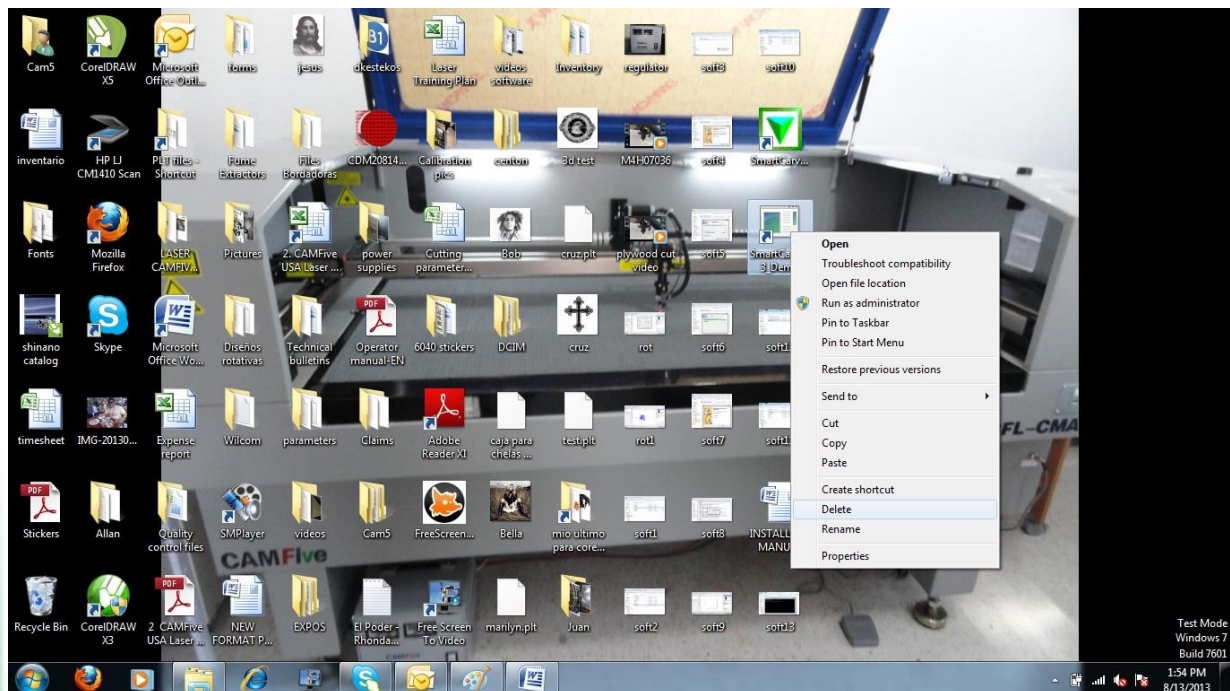 Cam5
CorelDRAW
X5
Microsoft
Office Outl...
forms
jesus
dkestekos
Laser
Training Plan
videos
software
Inventory
regulator
soft3
soft10
inventario
HP LJ
CM1410 Scan
PLT files -
Shortcut
Fume
Extractors
Files
Bordadoras
CDM20814...
Calibration
pics
centon
3d test
M4H07036
soft4
SmartCarv...
Fonts
Mozilla
Firefox
LASER
CAMFIV...
Pictures
2. CAMFive
USA Laser ...
power
supplies
Cutting
parameter...
Bob
cruz.plt
plywood cut
video
soft5
3 Dem
shinano
catalog
Skype
Microsoft
Office Wo...
Diseños
rotativas
Technical
bulletins
PDF
Operator
manual-EN
6040 stickers
DCIM
cruz
rot
soft6
timesheet
IMG-20130...
Expense
report
Wilcom
parameters
Claims
Adobe
Reader XI
caja para
chelas ...
test.plt
rot1
soft7
PDF
Stickers
Allan
Quality
control files
SMPlayer
videos
Cam5
FreeScreen...
Bella
mio ultimo
para core...
soft1
soft8
INSTALL
MANU
Recycle Bin
CorelDRAW
X3
PDF
2 CAMFive
USA Laser ...
NEW
FORMAT P...
EXPOS
El Poder -
Rhonda...
Free Screen
To Video
marilyn.plt
Juan
soft2
soft9
soft13
Open
Troubleshoot compatibility
Open file location
Run as administrator
Pin to Taskbar
Pin to Start Menu
Restore previous versions
Send to
Cut
Copy
Paste
Create shortcut
Delete
Rename
Properties
FL-CMA
CAMFive
Test Mode
Windows 7
Build 7601
1:54 PM
8/13/2013